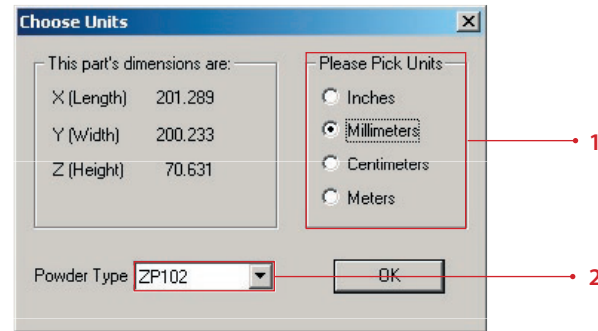 Choose Units
This part's dimensions are:
X (Length) 201.289
Y (Width) 200.233
Z (Height) 70.631
Please Pick Units
Inches
Millimeters
Centimeters
Meters
1
Powder Type ZP102
OK
2